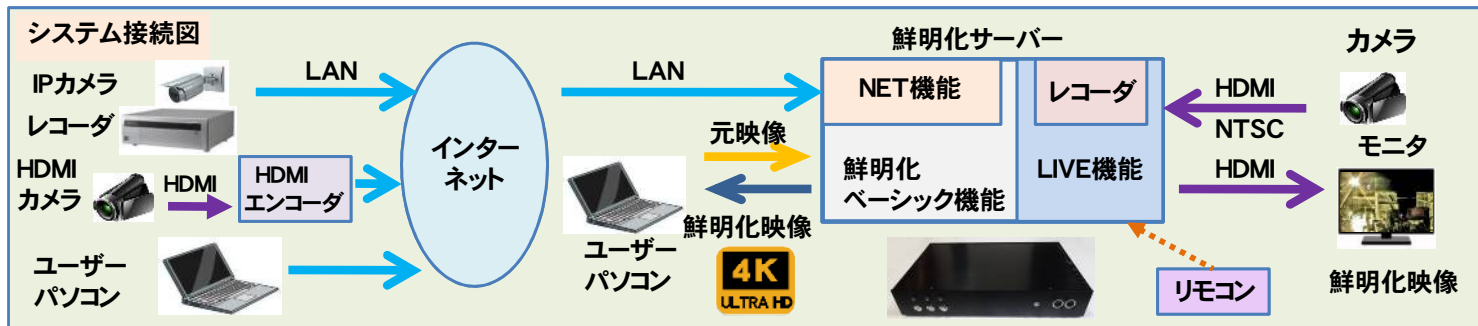 システム接続図
IPカメラ
レコーダ
HDMI
カメラ
HDMI
HDMI
エンコーダ
ユーザー
パソコン
LAN
インター
ネット
LAN
元映像
鮮明化映像
ユーザー
パソコン
4K
ULTRA HD
鮮明化サーバー
NET機能
レコーダ
鮮明化
ベーシック機能
LIVE機能
リモコン
カメラ
HDMI
NTSC
HDMI
モニタ
鮮明化映像